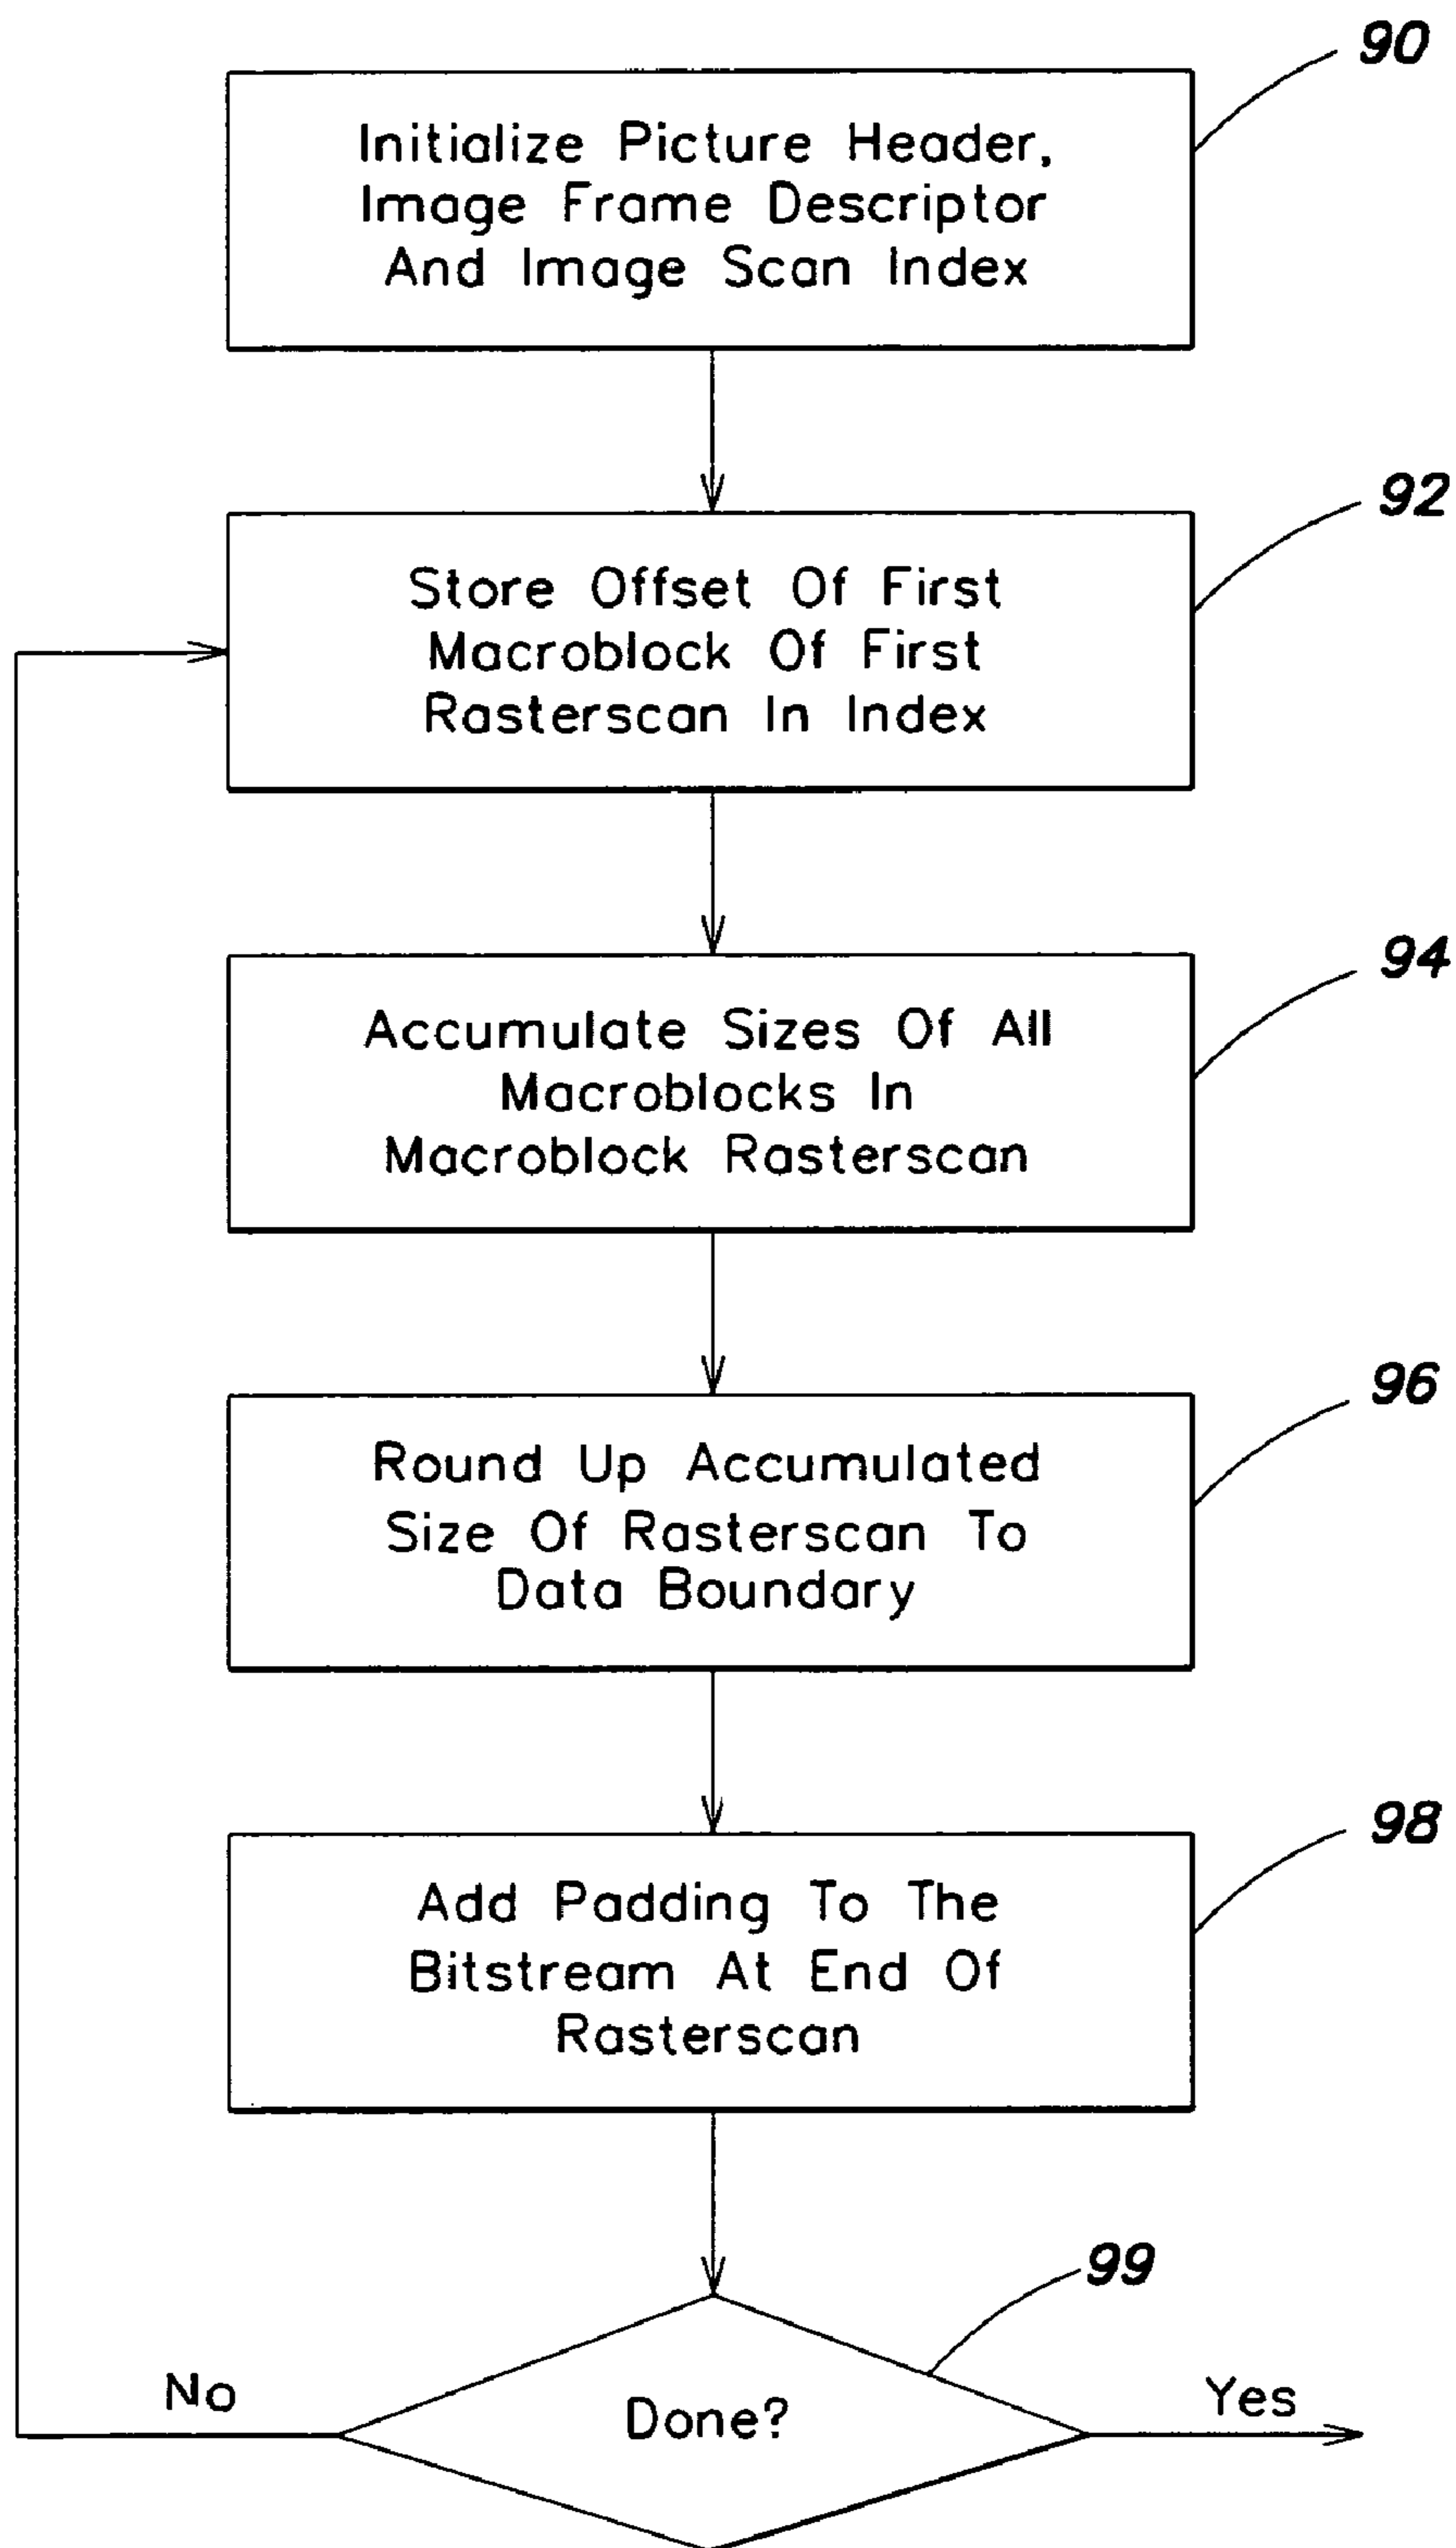 90
Initialize Picture Header,
Image Frame Descriptor
And Image Scan Index
92
Store Offset Of First
Macroblock Of First
Rasterscan In Index
94
Accumulate Sizes Of All
Macroblocks In
Macroblock Rasterscan
96
Round Up Accumulated
Size Of Rasterscan To
Data Boundary
98
Add Padding To The
Bitstream At End Of
Rasterscan
99
No
Done?
Yes